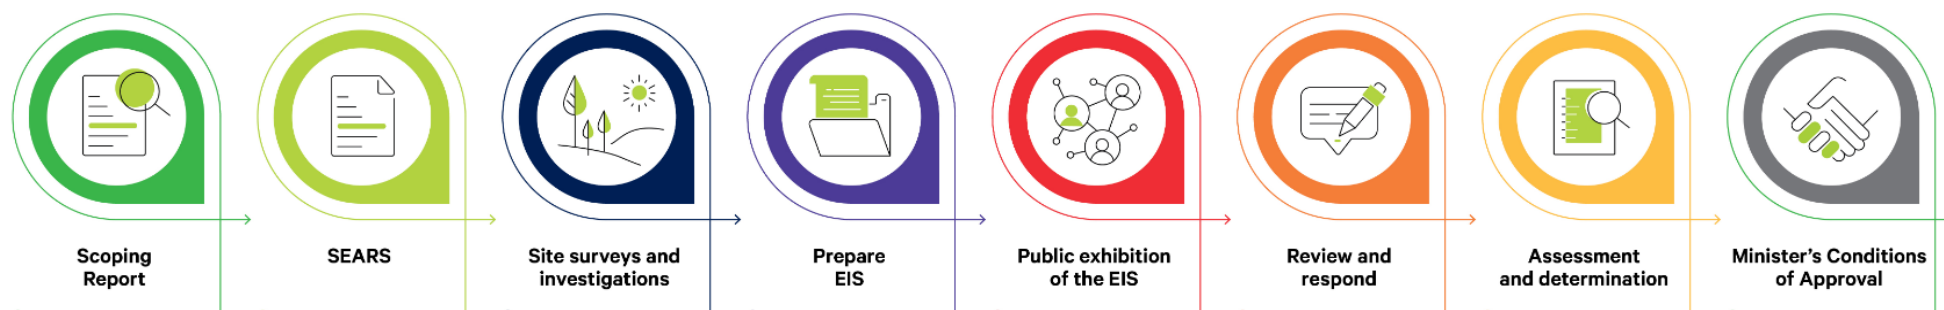 Scoping
Report
SEARS
Site surveys and
investigations
Prepare
EIS
Public exhibition
of the EIS
Review and
respond
Assessment
and determination
Minister’s Conditions
of Approval